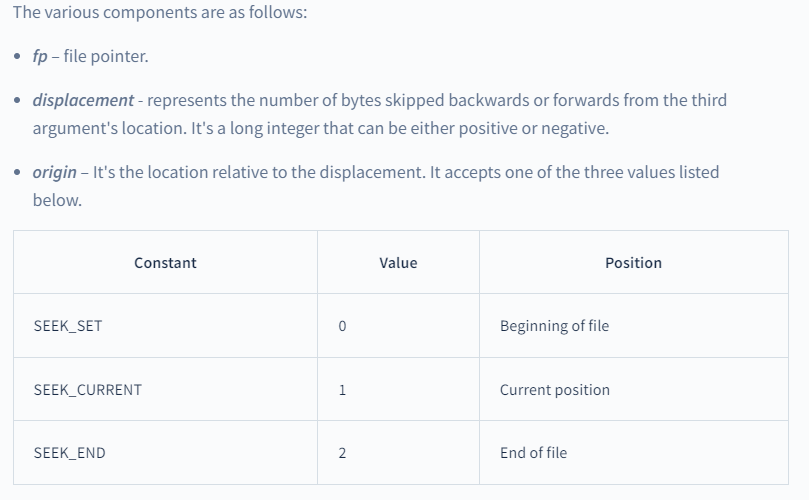 The various components are as follows:
• fp – file pointer.
• displacement - represents the number of bytes skipped backwards or forwards from the third
argument's location. It's a long integer that can be either positive or negative.
• origin – It's the location relative to the displacement. It accepts one of the three values listed
below.
Constant Value Position
SEEK_SET 0 Beginning of file
SEEK_CURRENT 1 Current position
SEEK_END 2 End of file